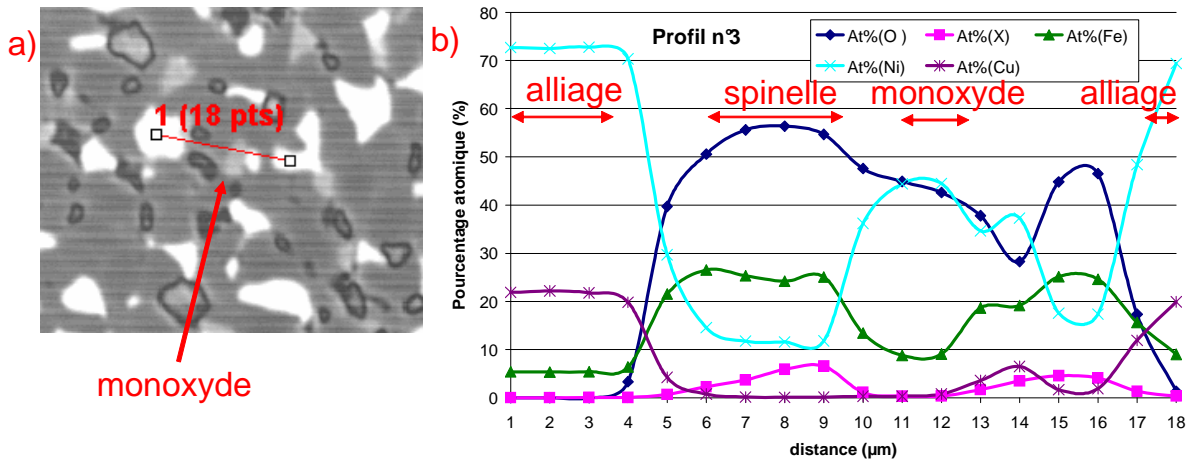 a)
1 (18 pts)
monoxyde
b)
Profil n°3
At%(O )
At%(X)
At%(Fe)
At%(Ni)
At%(Cu)
alliage
spinelle
monoxyde
alliage
Pourcentage atomique (%)
80
70
60
50
40
30
20
10
0
1 2 3 4 5 6 7 8 9 10 11 12 13 14 15 16 17 18
distance (µm)